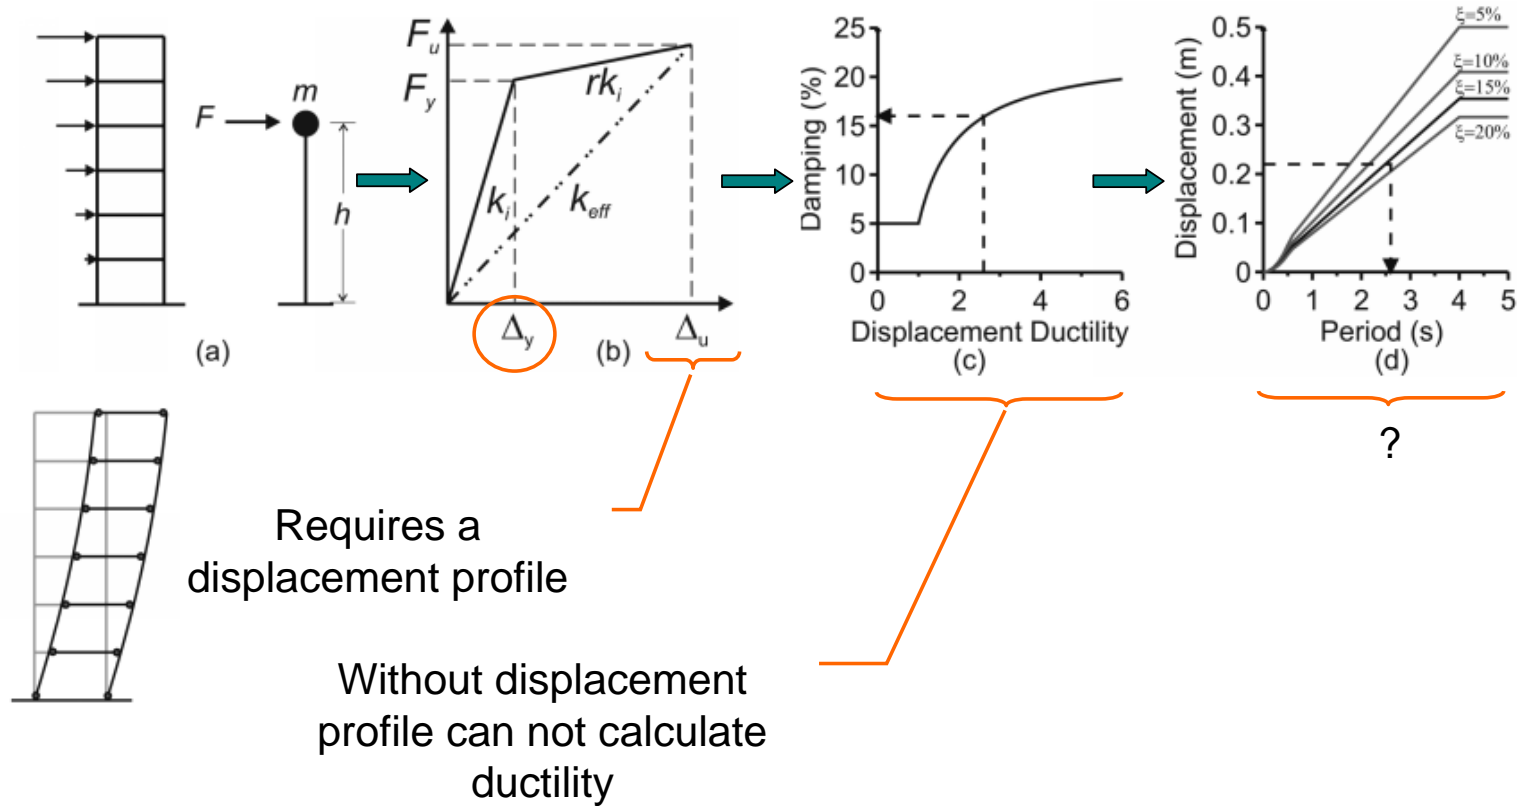 F
m
h
(a)
F_u
F_y
rk_i
k_i
k_eff
Δ_y
Δ_u
(b)
Damping (%)
25
20
15
10
5
0
0 2 4 6
Displacement Ductility
(c)
Displacement (m)
0.5
0.4
0.3
0.2
0.1
0
ξ=5%
ξ=10%
ξ=15%
ξ=20%
0 1 2 3 4 5
Period (s)
(d)
?
Requires a
displacement profile
Without displacement
profile can not calculate
ductility